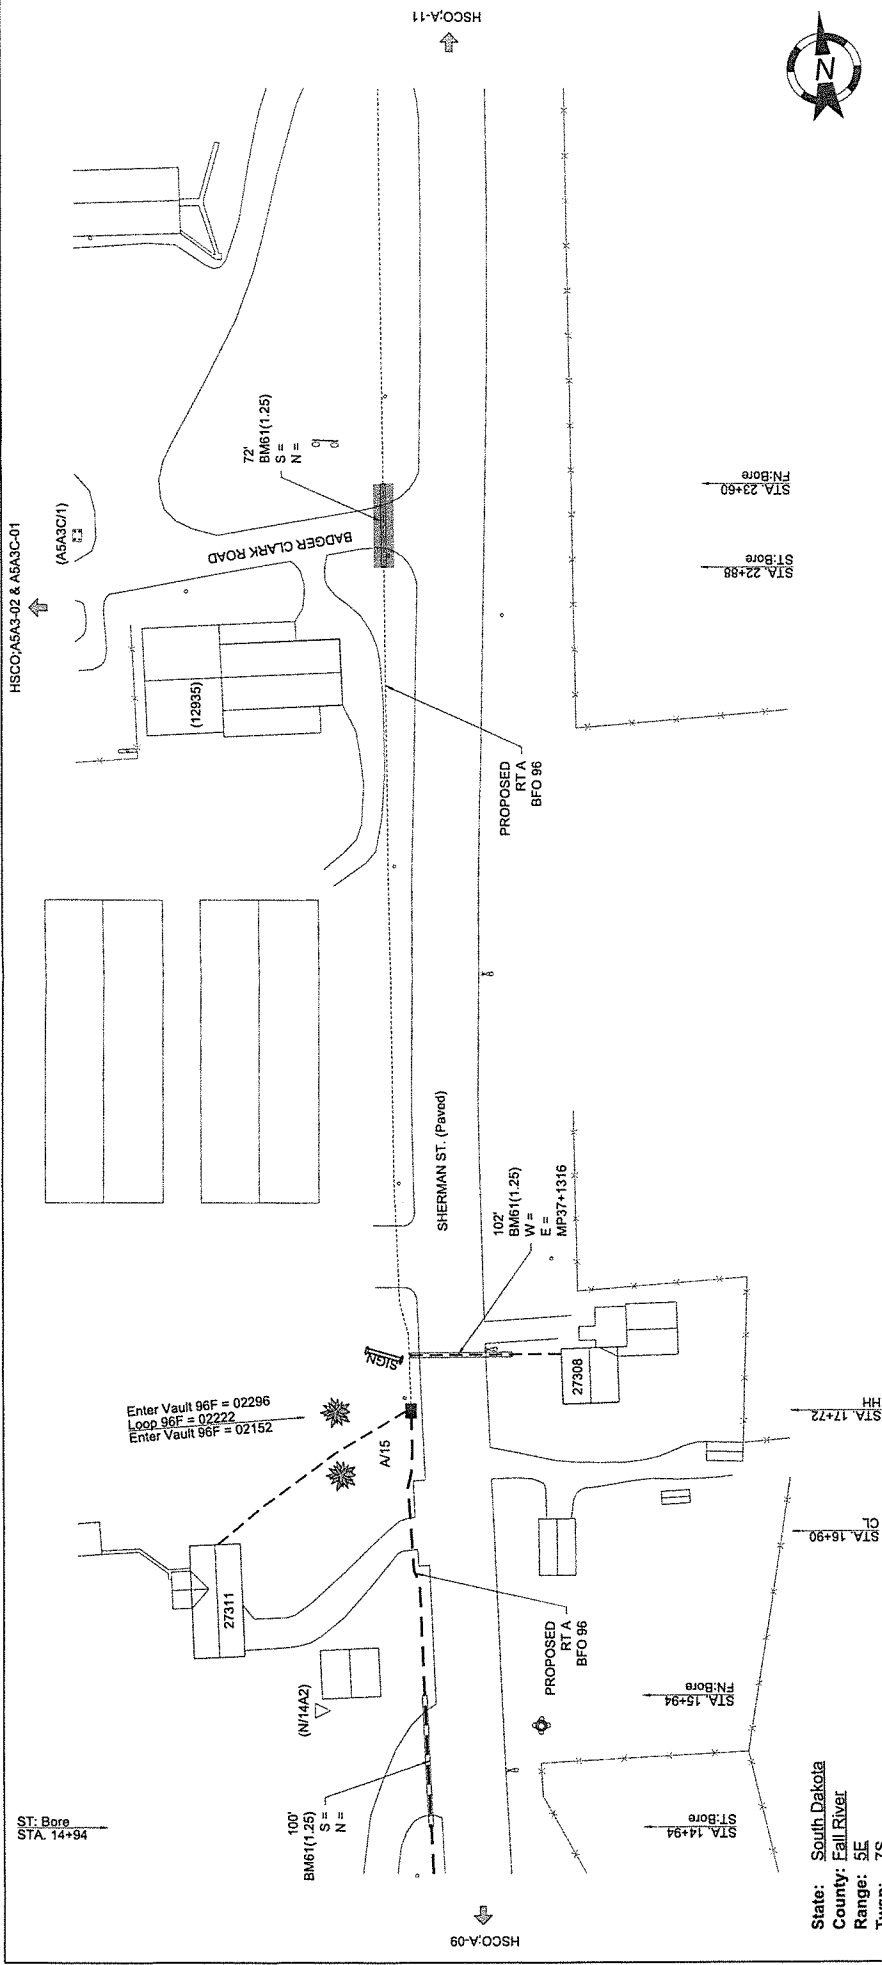 HSCO;A-11
N
HSCO;A5A3-02 & A5A3C-01
(A5A3C/1)
72'
BM61(1.25)
S =
N =
BADGER CLARK ROAD
STA. 23+60
FN:Bore
STA. 22+88
ST:Bore
(12935)
PROPOSED
RT A
BFO 96
SHERMAN ST. (Paved)
102'
BM61(1.25)
W =
E =
MP37+1316
SIGN
27308
Enter Vault 96F = 02296
Loop 96F = 02222
Enter Vault 96F = 02152
A/15
STA. 17+72
HH
STA. 16+90
CL
27311
(N/14A2)
PROPOSED
RT A
BFO 96
STA. 15+94
FN:Bore
100'
BM61(1.25)
S =
N =
ST: Bore
STA. 14+94
STA. 14+94
ST:Bore
HSCO;A-09
State: South Dakota
County: Fall River
Range: 5E